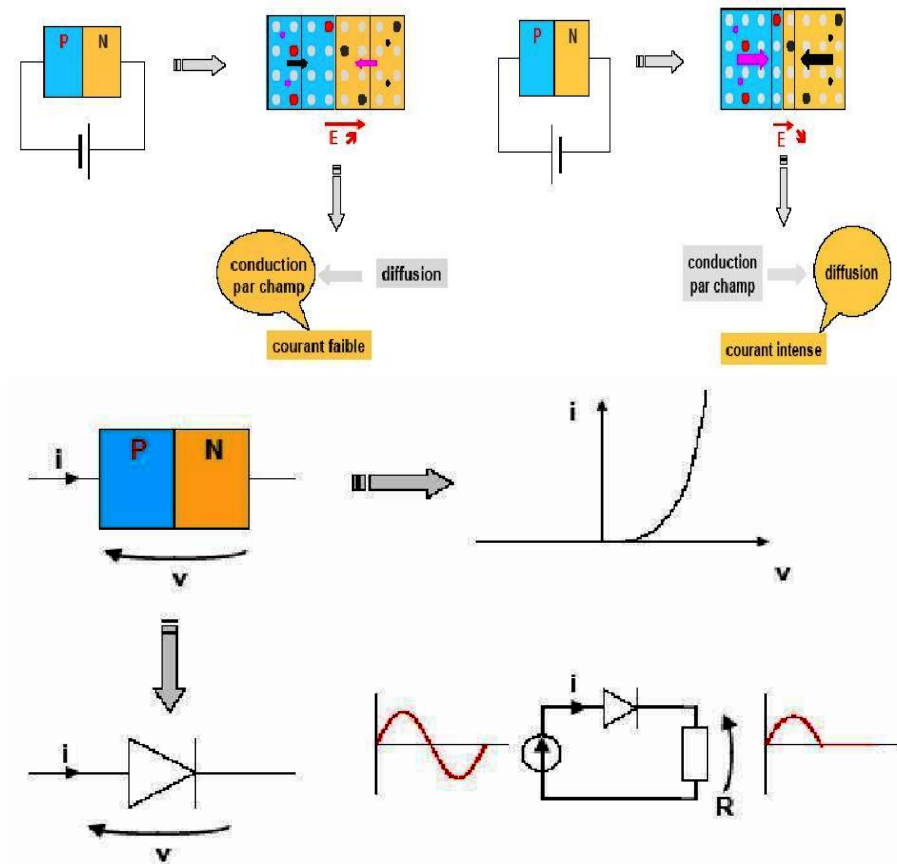 P N
P N
E
E
conduction
par champ
diffusion
courant faible
conduction
par champ
diffusion
courant intense
i
P N
v
i
v
i
v
i
R